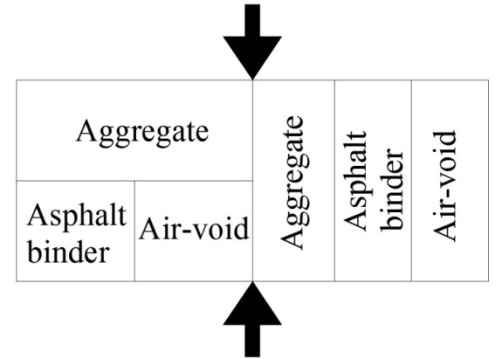 Aggregate
Asphalt
binder
Air-void
Aggregate
Asphalt
binder
Air-void